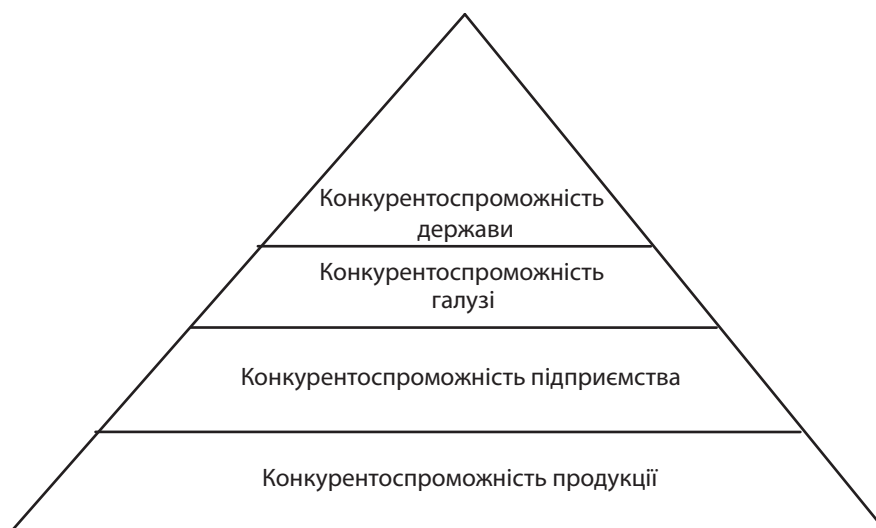 Конкурентоспроможність
держави
Конкурентоспроможність
галузі
Конкурентоспроможність підприємства
Конкурентоспроможність продукції